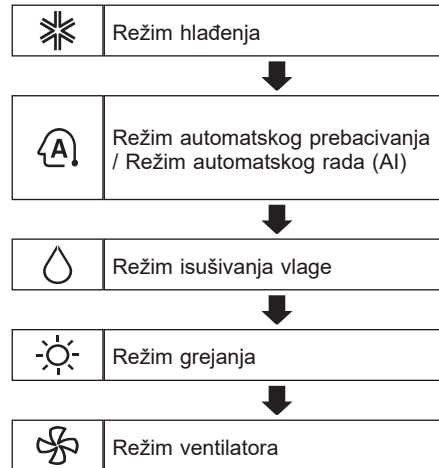 Režim hlađenja
A
Režim automatskog prebacivanja
/ Režim automatskog rada (AI)
Režim isušivanja vlage
Režim grejanja
Režim ventilatora